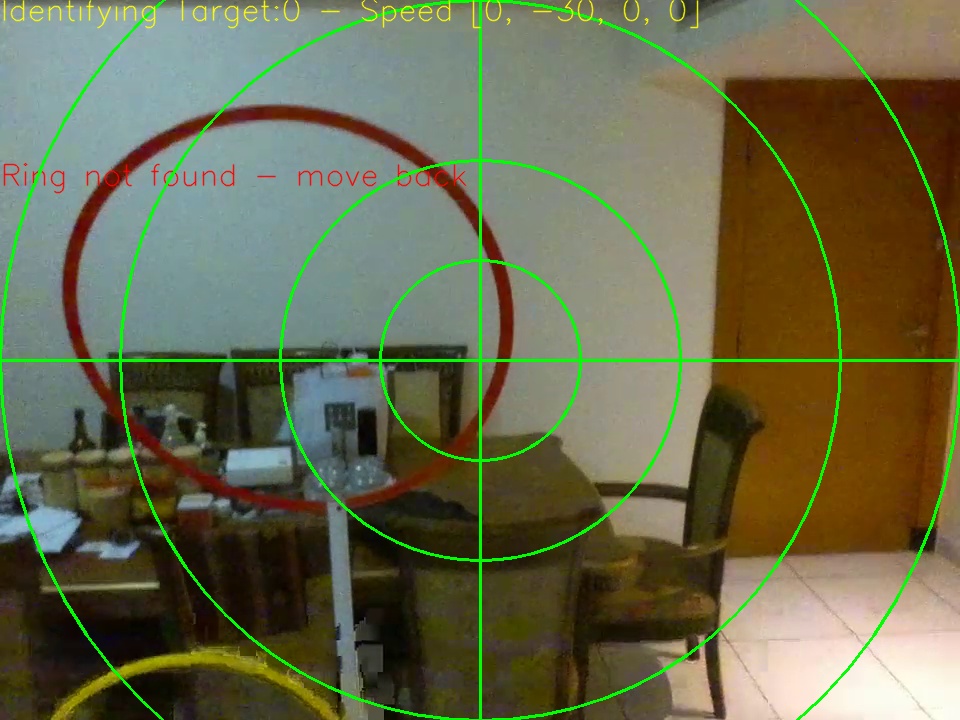 Identifying Target:0 - Speed [0, -30, 0, 0]
Ring not found - move back